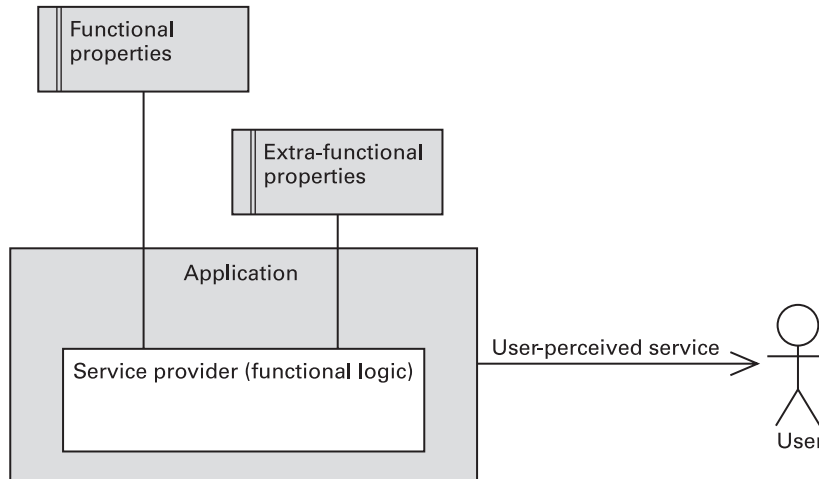 Functional
properties
Extra-functional
properties
Application
Service provider (functional logic)
User-perceived service
User